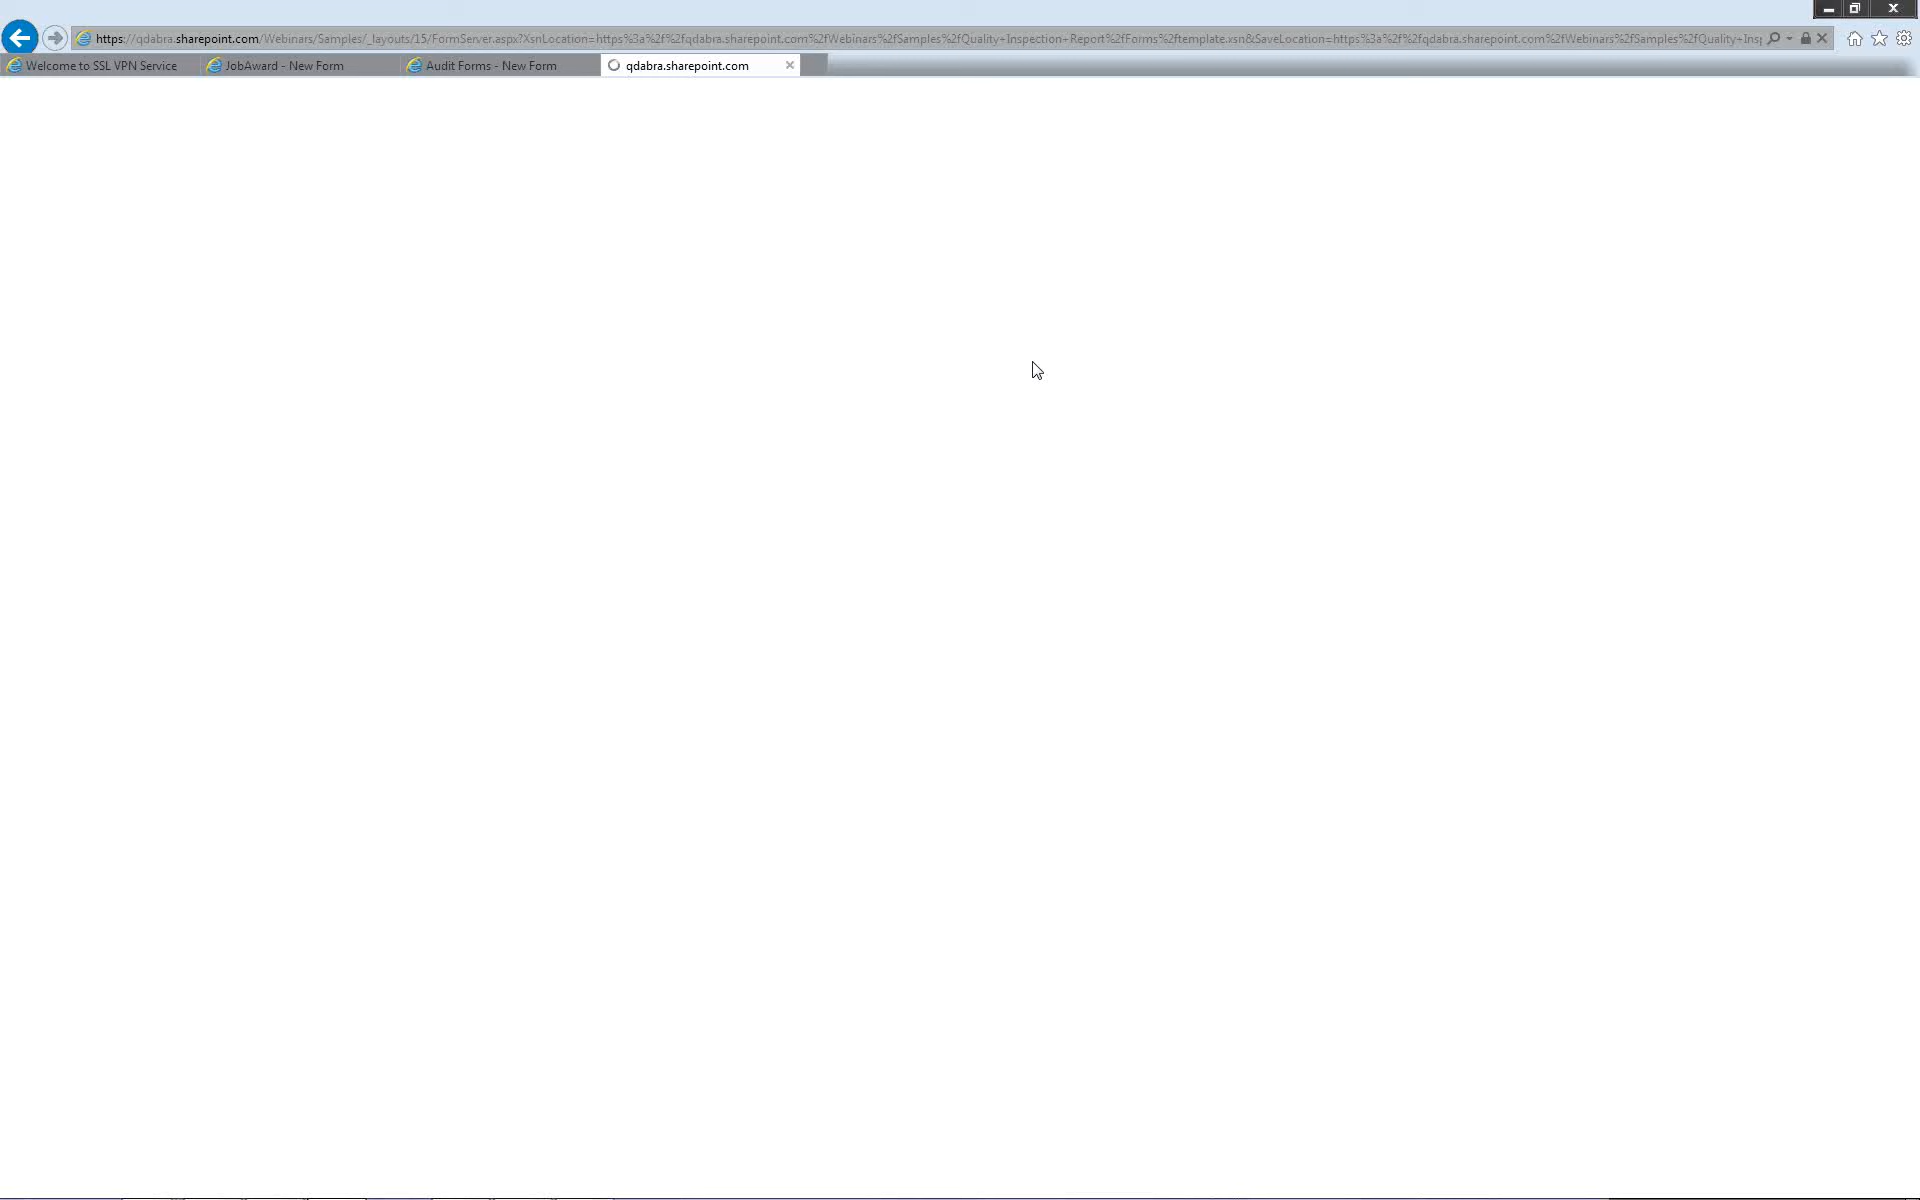 https://qdabra.sharepoint.com/Webinars/Samples/_layouts/15/FormServer.aspx?XsnLocation=https%3a%2f%2fqdabra.sharepoint.com%2fWebinars%2fSamples%2fQuality+Inspection+Report%2fForms%2ftemplate.xsn&SaveLocation=https%3a%2f%2fqdabra.sharepoint.com%2fWebinars%2fSamples%2fQuality+Insp
Welcome to SSL VPN Service
JobAward - New Form
Audit Forms - New Form
qdabra.sharepoint.com